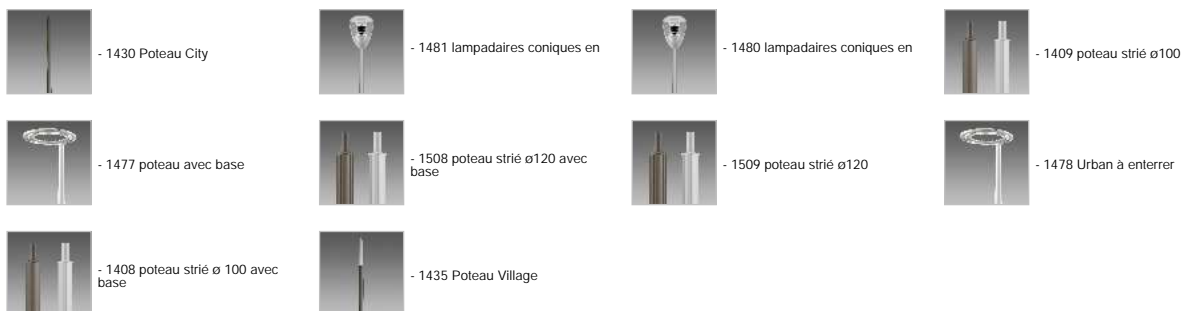 - 1430 Poteau City
- 1481 lampadaires coniques en
- 1480 lampadaires coniques en
- 1409 poteau strié ø100
- 1477 poteau avec base
- 1508 poteau strié ø120 avec
base
- 1509 poteau strié ø120
- 1478 Urban à enterrer
- 1408 poteau strié ø 100 avec
base
- 1435 Poteau Village